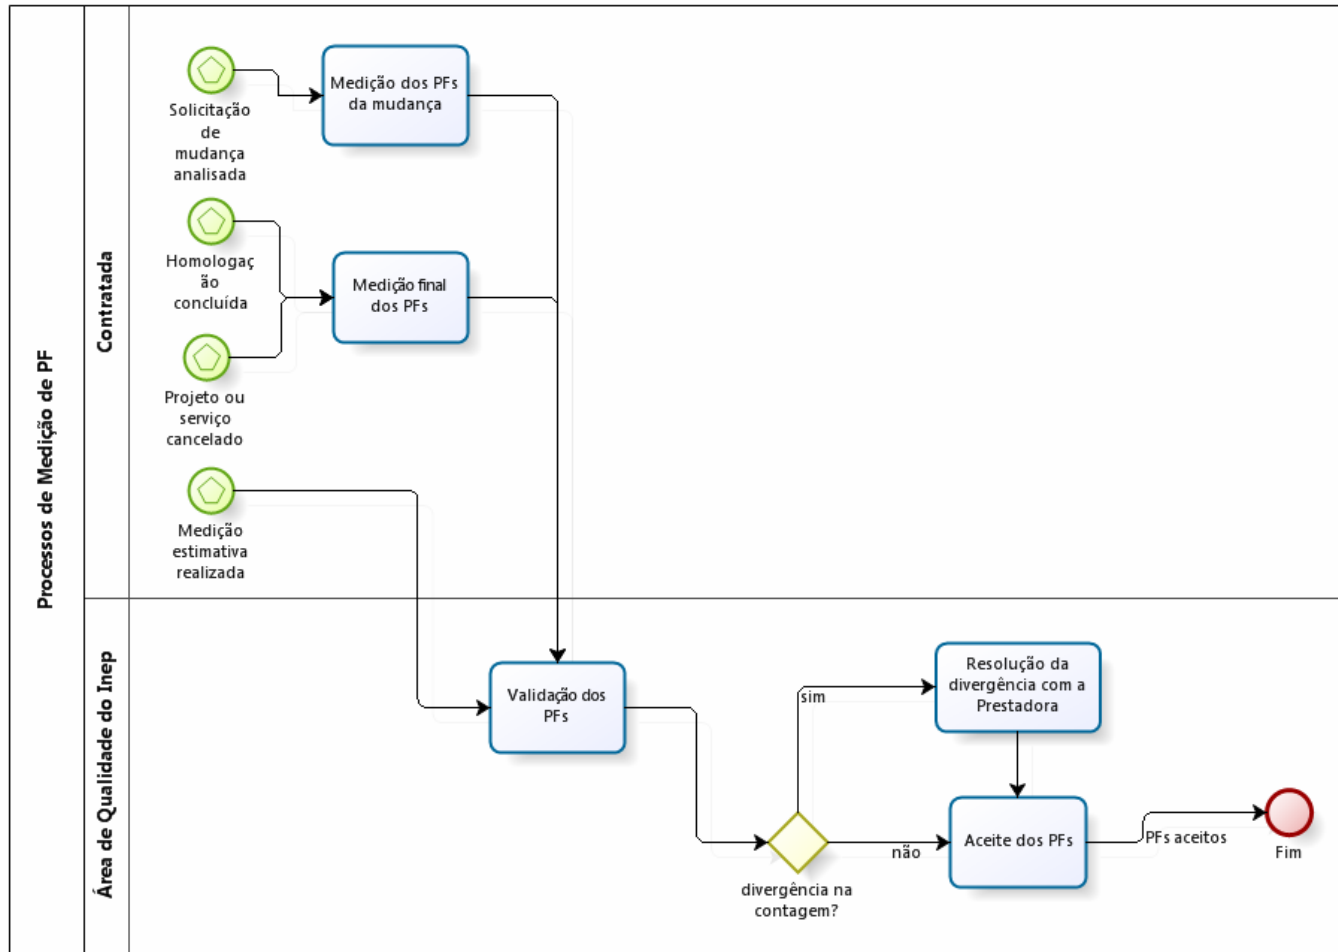 Processos de Medição de PF
Contratada
Solicitação
de
mudança
analisada
Medição dos PFs
da mudança
Homologaç
ão
concluída
Medição final
dos PFs
Projeto ou
serviço
cancelado
Medição
estimativa
realizada
Área de Qualidade do Inep
Validação dos
PFs
divergência na
contagem?
sim
não
Resolução da
divergência com a
Prestadora
Aceite dos PFs
PFs aceitos
Fim